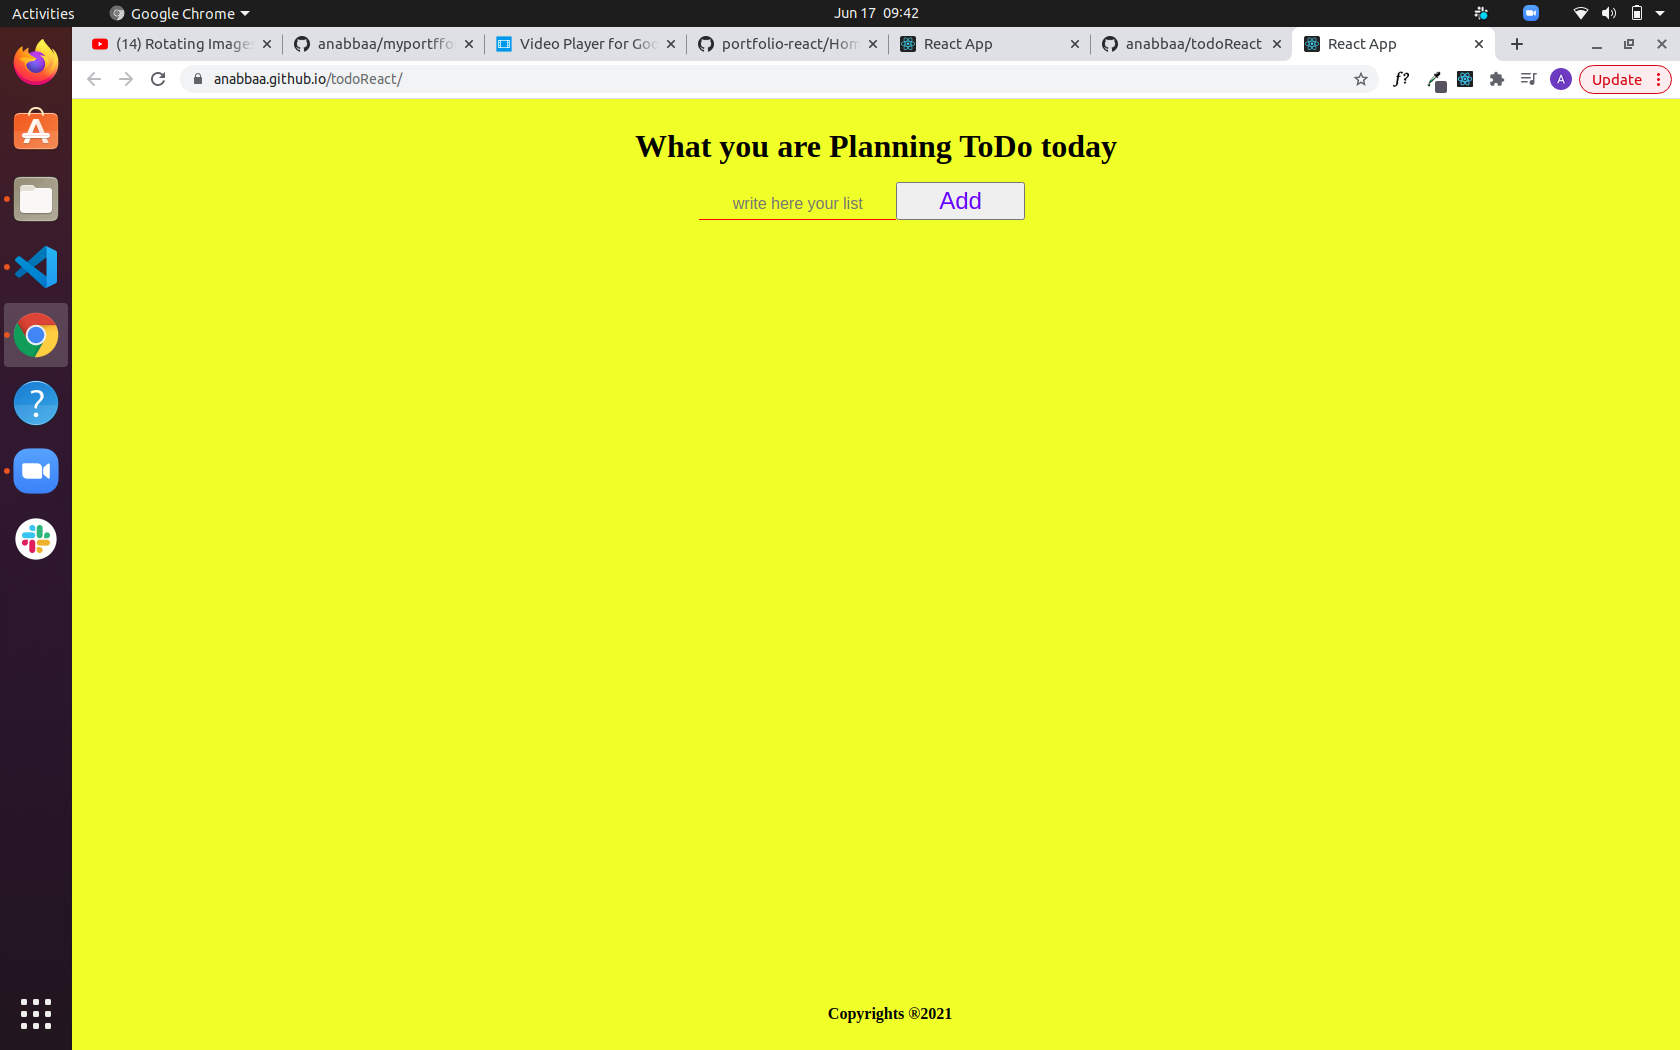 Activities Google Chrome Jun 17 09:42
(14) Rotating Image anabbaa/myportffo Video Player for Goo portfolio-react/Hom React App anabbaa/todoReact React App
anabbaa.github.io/todoReact/ f? A Update
What you are Planning ToDo today
write here your list Add
Copyrights ®2021